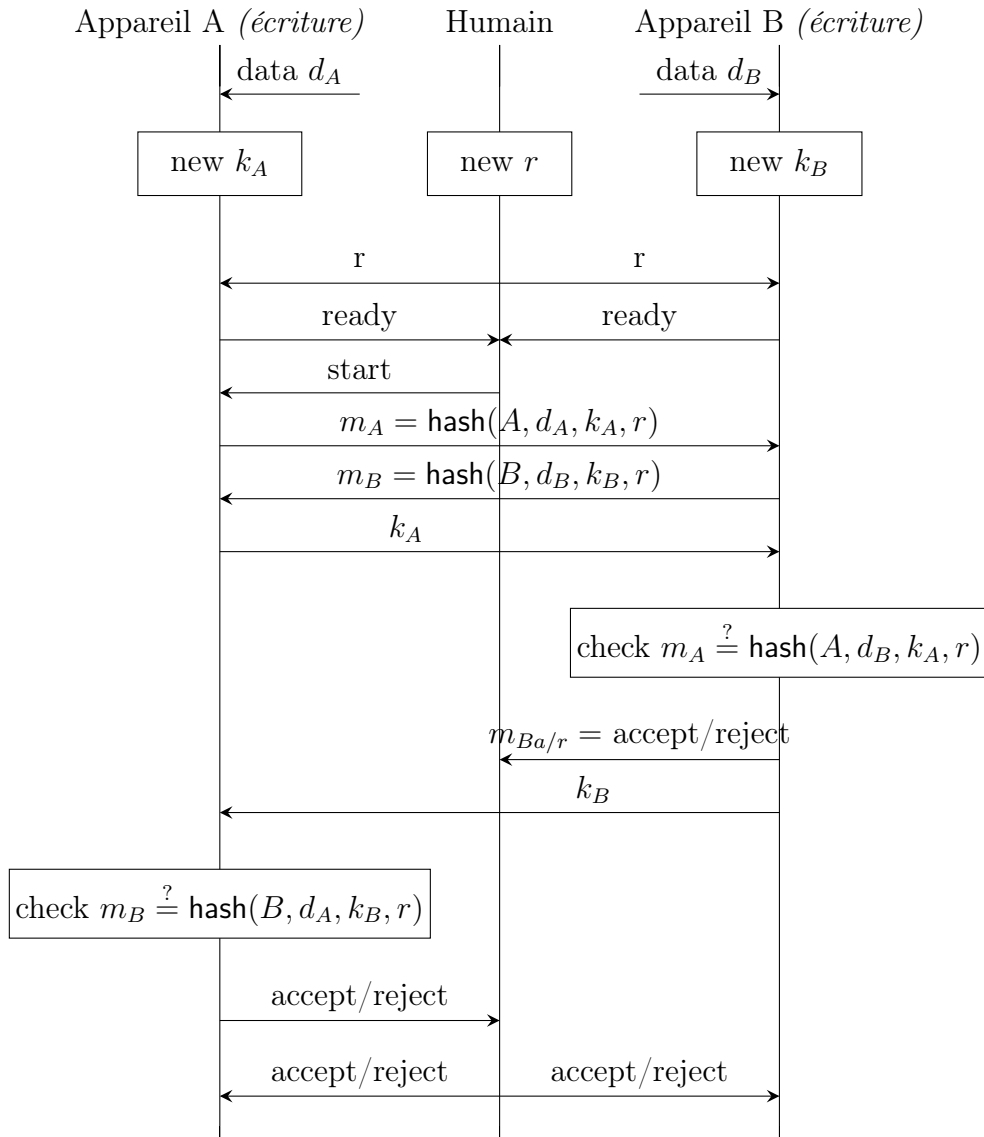 Appareil A (écriture) Humain Appareil B (écriture)
data d_A data d_B
new k_A new r new k_B
r r
ready ready
start
m_A = hash(A, d_A, k_A, r)
m_B = hash(B, d_B, k_B, r)
k_A
check m_A ≟ hash(A, d_B, k_A, r)
m_{Ba/r} = accept/reject
k_B
check m_B ≟ hash(B, d_A, k_B, r)
accept/reject
accept/reject accept/reject